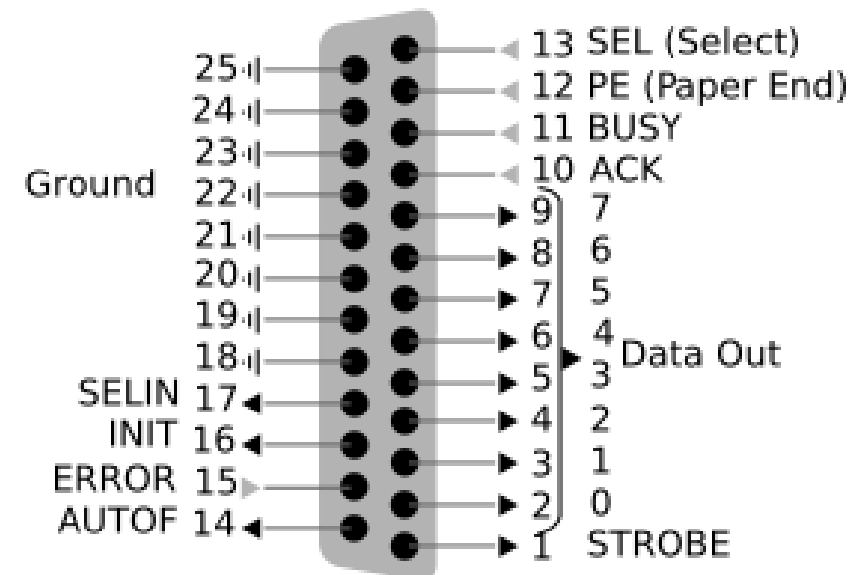 13 SEL (Select)
25
12 PE (Paper End)
24
11 BUSY
23
10 ACK
Ground
22
9 7
21
8 6
20
7 5
19
6 4
Data Out
18
5 3
SELIN 17
4 2
INIT 16
3 1
ERROR 15
2 0
AUTOF 14
1 STROBE